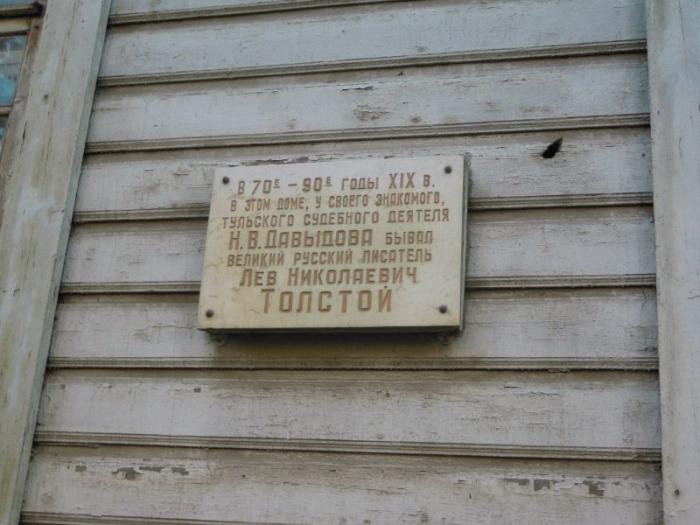 В 70Е – 90Е ГОДЫ XIX В.
В ЭТОМ ДОМЕ, У СВОЕГО ЗНАКОМОГО,
ТУЛЬСКОГО СУДЕБНОГО ДЕЯТЕЛЯ
Н. В. ДАВЫДОВА БЫВАЛ
ВЕЛИКИЙ РУССКИЙ ПИСАТЕЛЬ
ЛЕВ НИКОЛАЕВИЧ
ТОЛСТОЙ